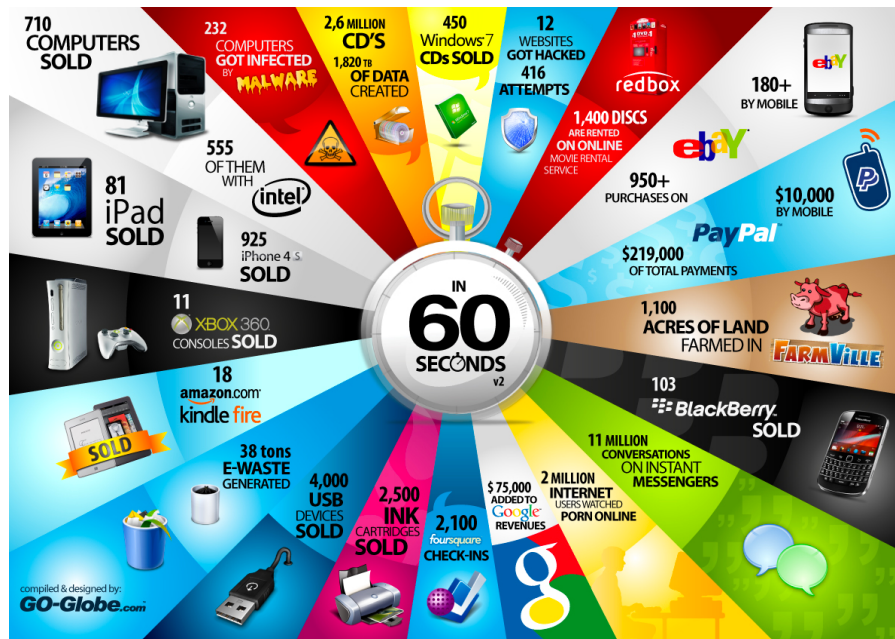 710
COMPUTERS
SOLD
555
OF THEM
WITH
intel
232
COMPUTERS
GOT INFECTED
BY
MALWARE
2,6 MILLION
CD'S
1,820 TB
OF DATA
CREATED
450
Windows 7
CDs SOLD
12
WEBSITES
GOT HACKED
416
ATTEMPTS
redbox
1,400 DISCS
ARE RENTED
ON ONLINE
MOVIE RENTAL
SERVICE
ebY
180+
BY MOBILE
ebaY
950+
PURCHASES ON
$10,000
BY MOBILE
PayPal
$219,000
OF TOTAL PAYMENTS
1,100
ACRES OF LAND
FARMED IN
FARMVILLE
103
BlackBerry
SOLD
11 MILLION
CONVERSATIONS
ON INSTANT
MESSENGERS
2 MILLION
INTERNET
USERS WATCHED
PORN ONLINE
$ 75,000
ADDED TO
Google
REVENUES
g
2,100
foursquare
CHECK-INS
2,500
INK
CARTRIDGES
SOLD
4,000
USB
DEVICES
SOLD
38 tons
E-WASTE
GENERATED
18
amazon.com
kindle fire
SOLD
11
XBOX 360
CONSOLES SOLD
81
iPad
SOLD
925
iPhone 4 S
SOLD
IN
60
SECONDS
v2
compiled & designed by:
GO-Globe.com